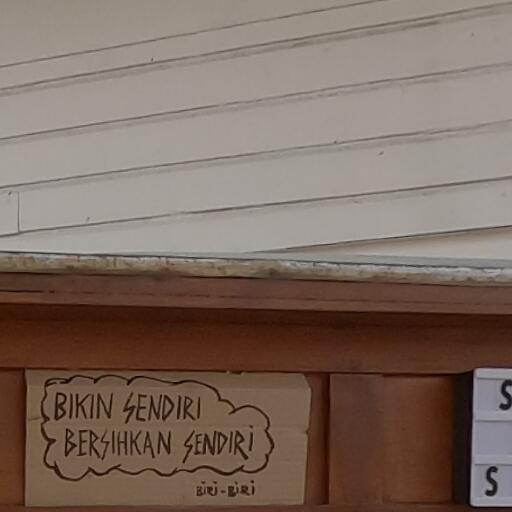 BIKIN SENDIRI
BERSIHKAN SENDIRI
BIRI-BIRI
S
S